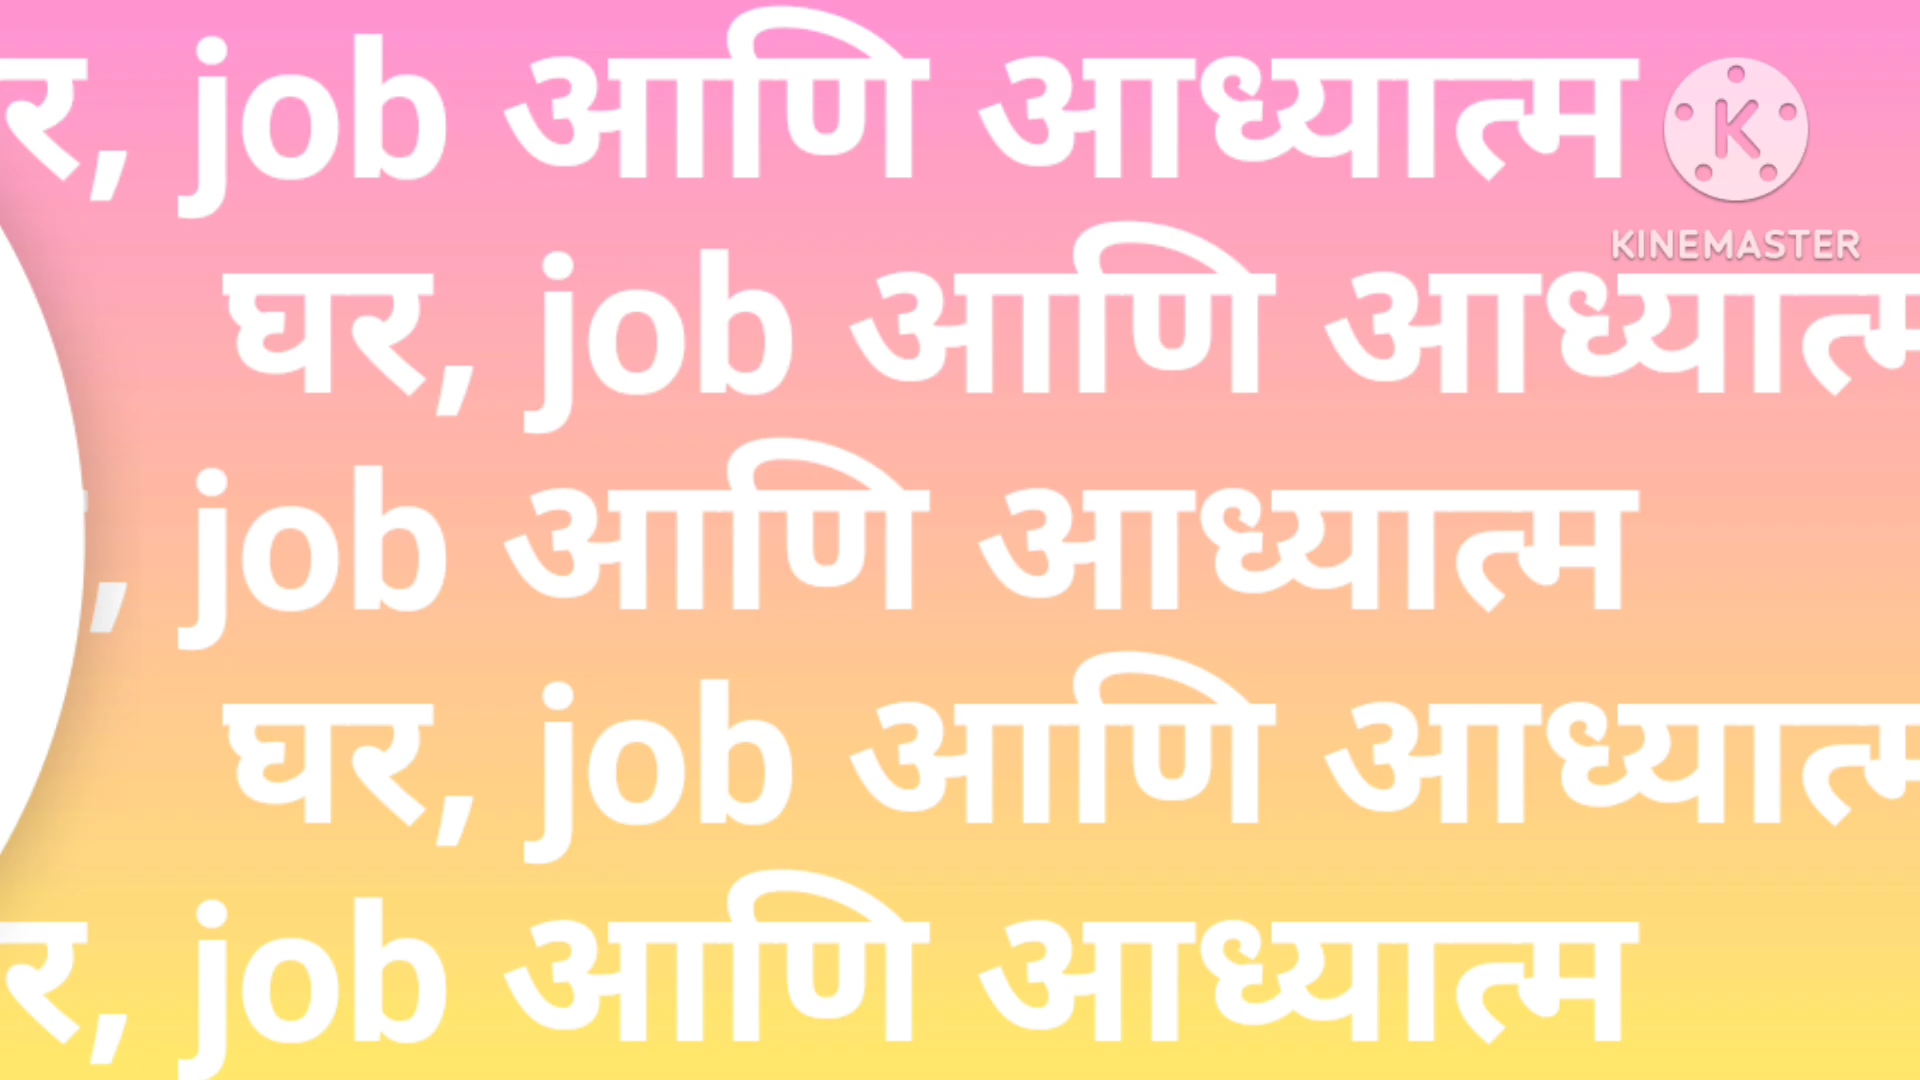 र, job आणि आध्यात्म
KINEMASTER
घर, job आणि आध्यात्म
, job आणि आध्यात्म
घर, job आणि आध्यात्म
र, job आणि आध्यात्म